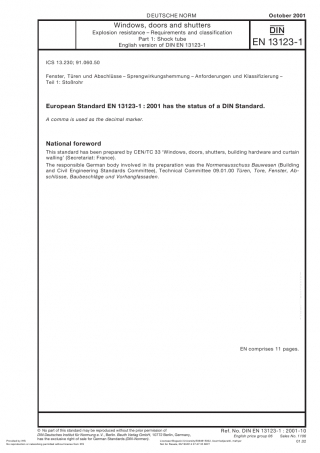 DEUTSCHE NORM
October 2001
Windows, doors and shutters
Explosion resistance – Requirements and classification
Part 1: Shock tube
English version of DIN EN 13123-1
DIN
EN 13123-1
ICS 13.230; 91.060.50
Fenster, Türen und Abschlüsse – Sprengwirkungshemmung – Anforderungen und Klassifizierung –
Teil 1: Stoßrohr
European Standard EN 13123-1 : 2001 has the status of a DIN Standard.
A comma is used as the decimal marker.
National foreword
This standard has been prepared by CEN/TC 33 ‘Windows, doors, shutters, building hardware and curtain
walling’ (Secretariat: France).
The responsible German body involved in its preparation was the Normenausschuss Bauwesen (Building
and Civil Engineering Standards Committee), Technical Committee 09.01.00 Türen, Tore, Fenster, Ab-
schlüsse, Baubeschläge und Vorhangfassaden.
EN comprises 11 pages.
© No part of this standard may be reproduced without the prior permission of
DIN Deutsches Institut für Normung e. V., Berlin. Beuth Verlag GmbH, 10772 Berlin, Germany,
has the exclusive right of sale for German Standards (DIN-Normen).
Ref. No. DIN EN 13123-1 : 2001-10
English price group 09 Sales No. 1109